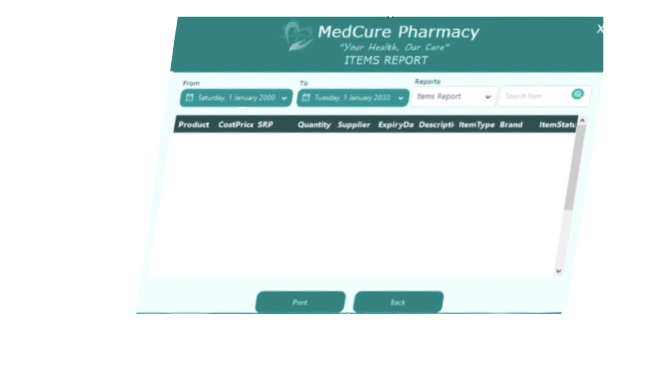 MedCure Pharmacy
X
"Your Health, Our Care"
ITEMS REPORT
From
To
Reports
Saturday, 1 January 2000
Tuesday, 1 January 2030
Items Report
Search Item
Product CostPrice SRP Quantity Supplier ExpiryDa Descripti ItemType Brand ItemStatu
Print
Back